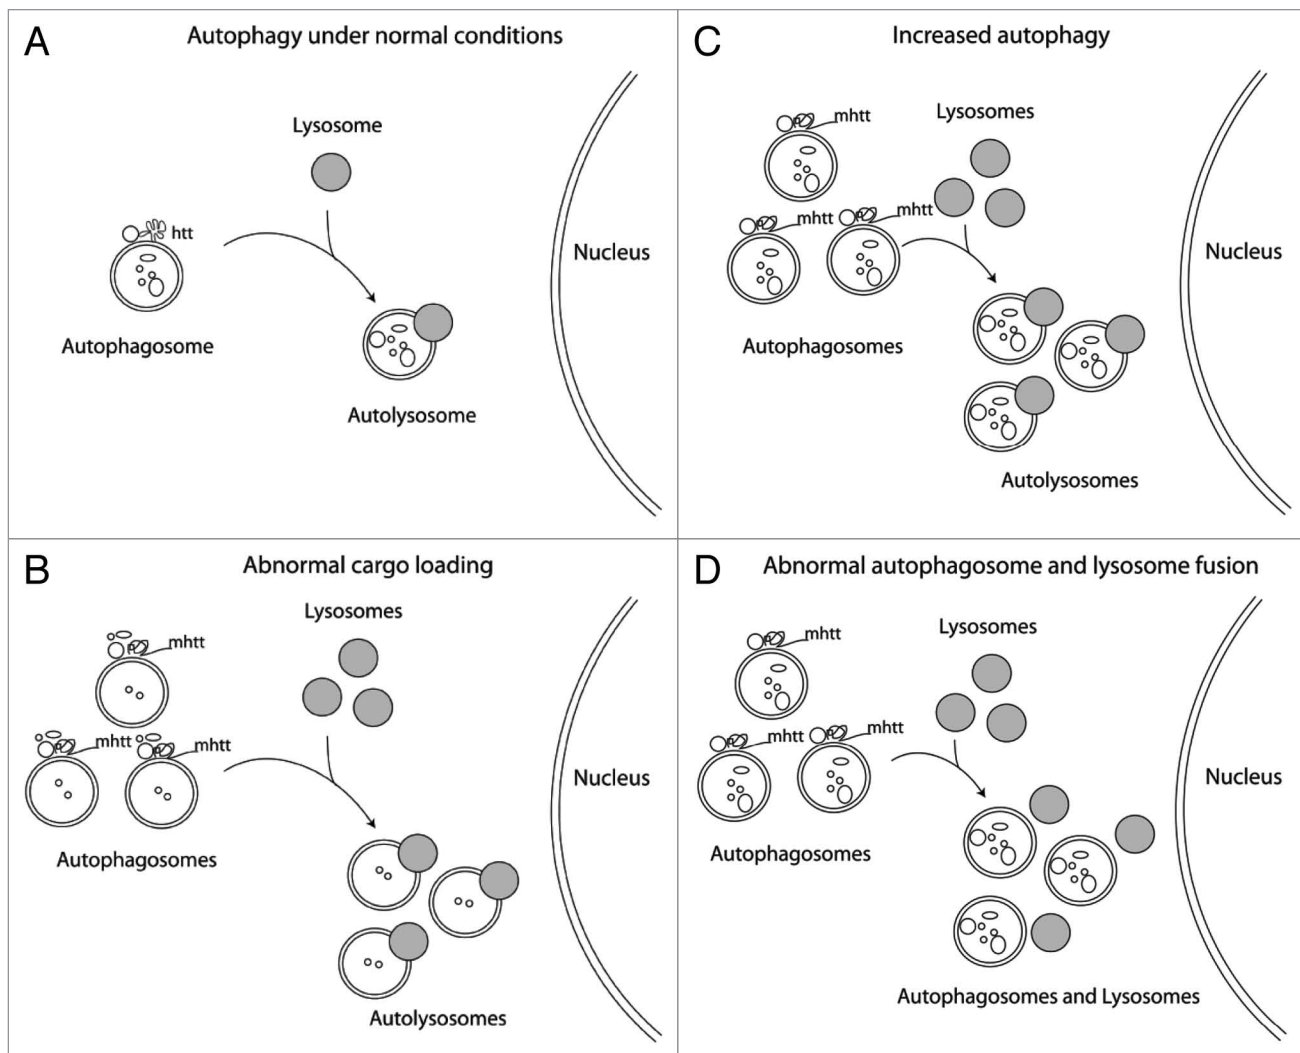 A
Autophagy under normal conditions
Lysosome
htt
Nucleus
Autophagosome
Autolysosome
C
Increased autophagy
mhtt
Lysosomes
mhtt
mhtt
Nucleus
Autophagosomes
Autolysosomes
B
Abnormal cargo loading
Lysosomes
mhtt
mhtt
mhtt
Nucleus
Autophagosomes
Autolysosomes
D
Abnormal autophagosome and lysosome fusion
Lysosomes
mhtt
mhtt
mhtt
Nucleus
Autophagosomes
Autophagosomes and Lysosomes